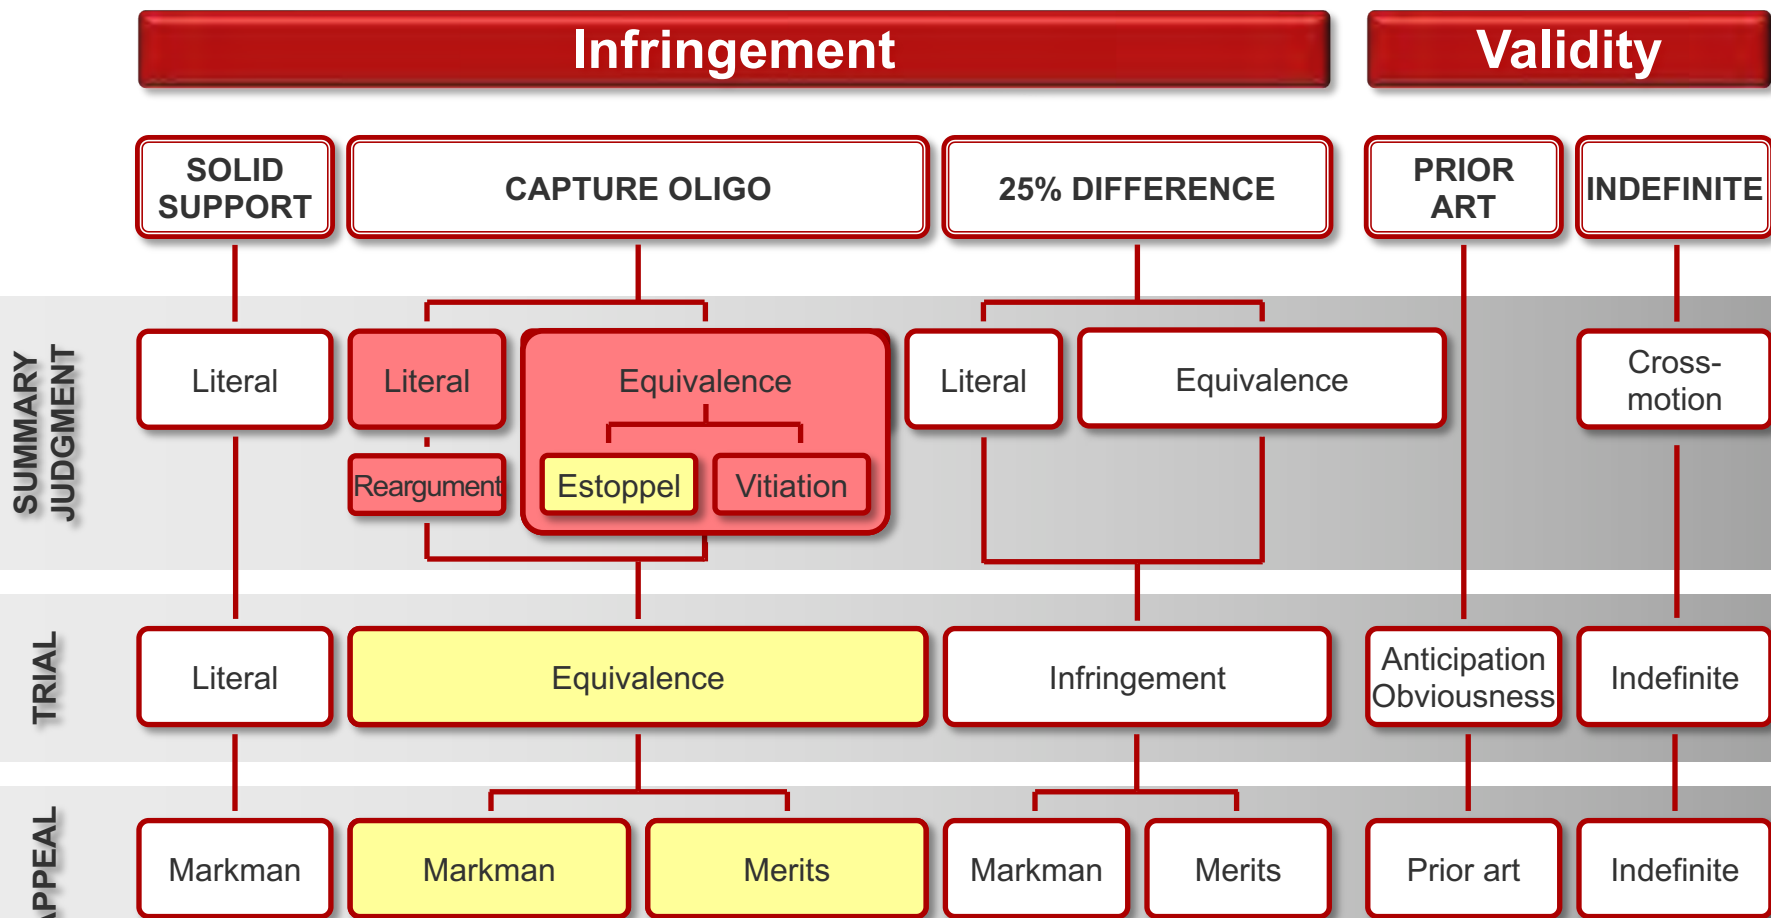 Infringement
Validity
SOLID
SUPPORT
CAPTURE OLIGO
25% DIFFERENCE
PRIOR
ART
INDEFINITE
SUMMARY
JUDGMENT
Literal
Literal
Equivalence
Literal
Equivalence
Cross-
motion
Reargument
Estoppel
Vitiation
TRIAL
Literal
Equivalence
Infringement
Anticipation
Obviousness
Indefinite
APPEAL
Markman
Markman
Merits
Markman
Merits
Prior art
Indefinite